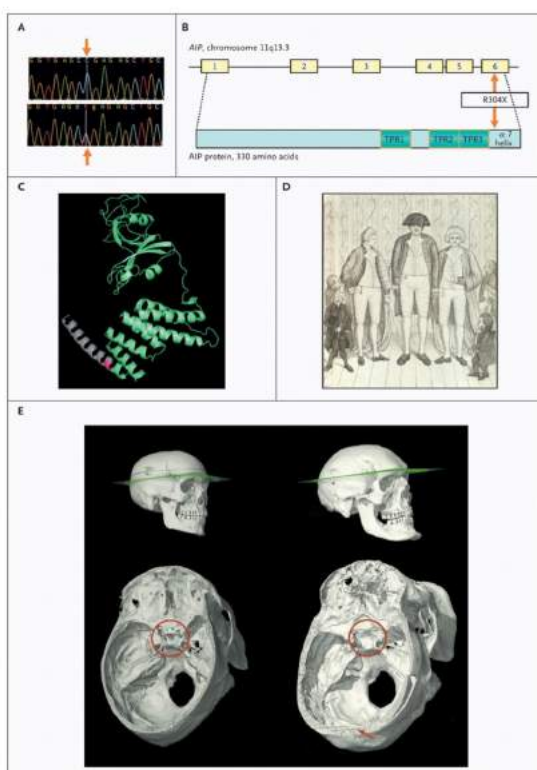 A
B
AIP, chromosome 11q13.3
1 2 3 4 5 6
R304X
TPR1 TPR2 TPR3 α 7
helix
AIP protein, 330 amino acids
C
D
E